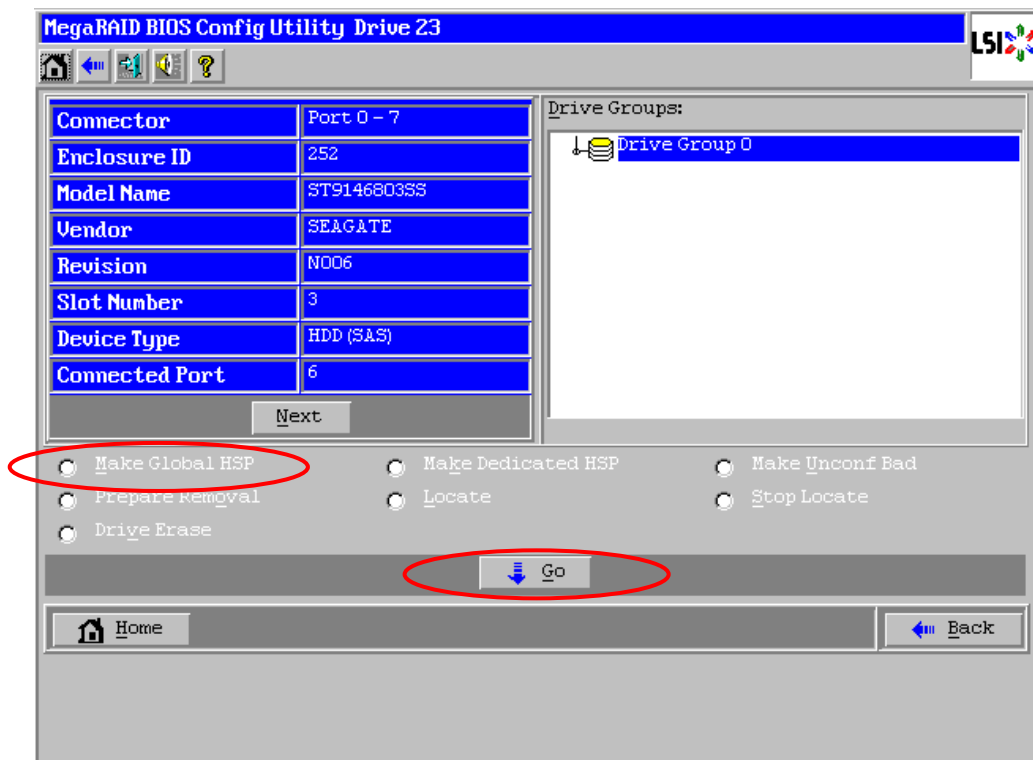 MegaRAID BIOS Config Utility Drive 23
LSI
Connector Port 0 - 7
Enclosure ID 252
Model Name ST9146803SS
Vendor SEAGATE
Revision N006
Slot Number 3
Device Type HDD (SAS)
Connected Port 6
Next
Drive Groups:
Drive Group 0
Make Global HSP Make Dedicated HSP Make Unconf Bad
Prepare Removal Locate Stop Locate
Drive Erase
Go
Home Back